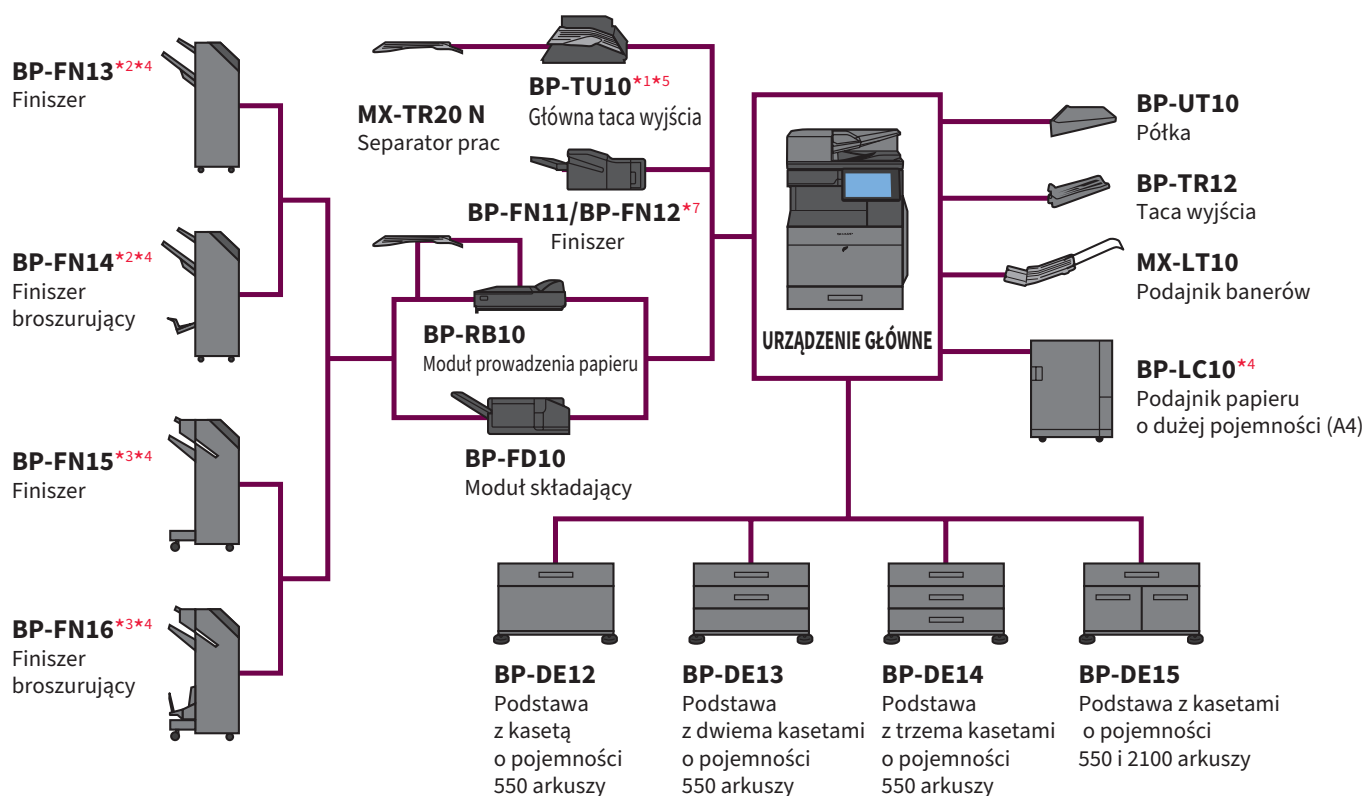 BP-FN13*2*4
Finiszer
BP-FN14*2*4
Finiszer
broszurujący
BP-FN15*3*4
Finiszer
BP-FN16*3*4
Finiszer
broszurujący
MX-TR20 N
Separator prac
BP-TU10*1*5
Główna taca wyjścia
BP-FN11/BP-FN12*7
Finiszer
BP-RB10
Moduł prowadzenia papieru
BP-FD10
Moduł składający
SHARP
URZĄDZENIE GŁÓWNE
BP-UT10
Półka
BP-TR12
Taca wyjścia
MX-LT10
Podajnik banerów
BP-LC10*4
Podajnik papieru
o dużej pojemności (A4)
BP-DE12
Podstawa
z kasetą
o pojemności
550 arkuszy
BP-DE13
Podstawa
z dwiema kasetami
o pojemności
550 arkuszy
BP-DE14
Podstawa
z trzema kasetami
o pojemności
550 arkuszy
BP-DE15
Podstawa z kasetami
o pojemności
550 i 2100 arkuszy